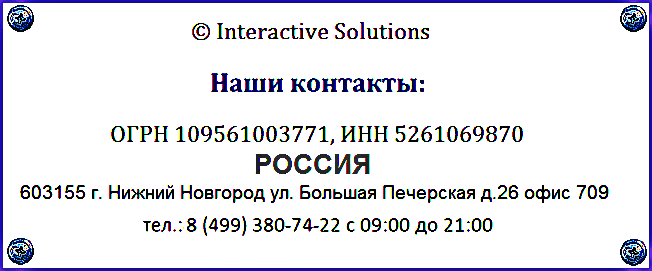 © Interactive Solutions
Наши контакты:
ОГРН 109561003771, ИНН 5261069870
РОССИЯ
603155 г. Нижний Новгород ул. Большая Печерская д.26 офис 709
тел.: 8 (499) 380-74-22 с 09:00 до 21:00